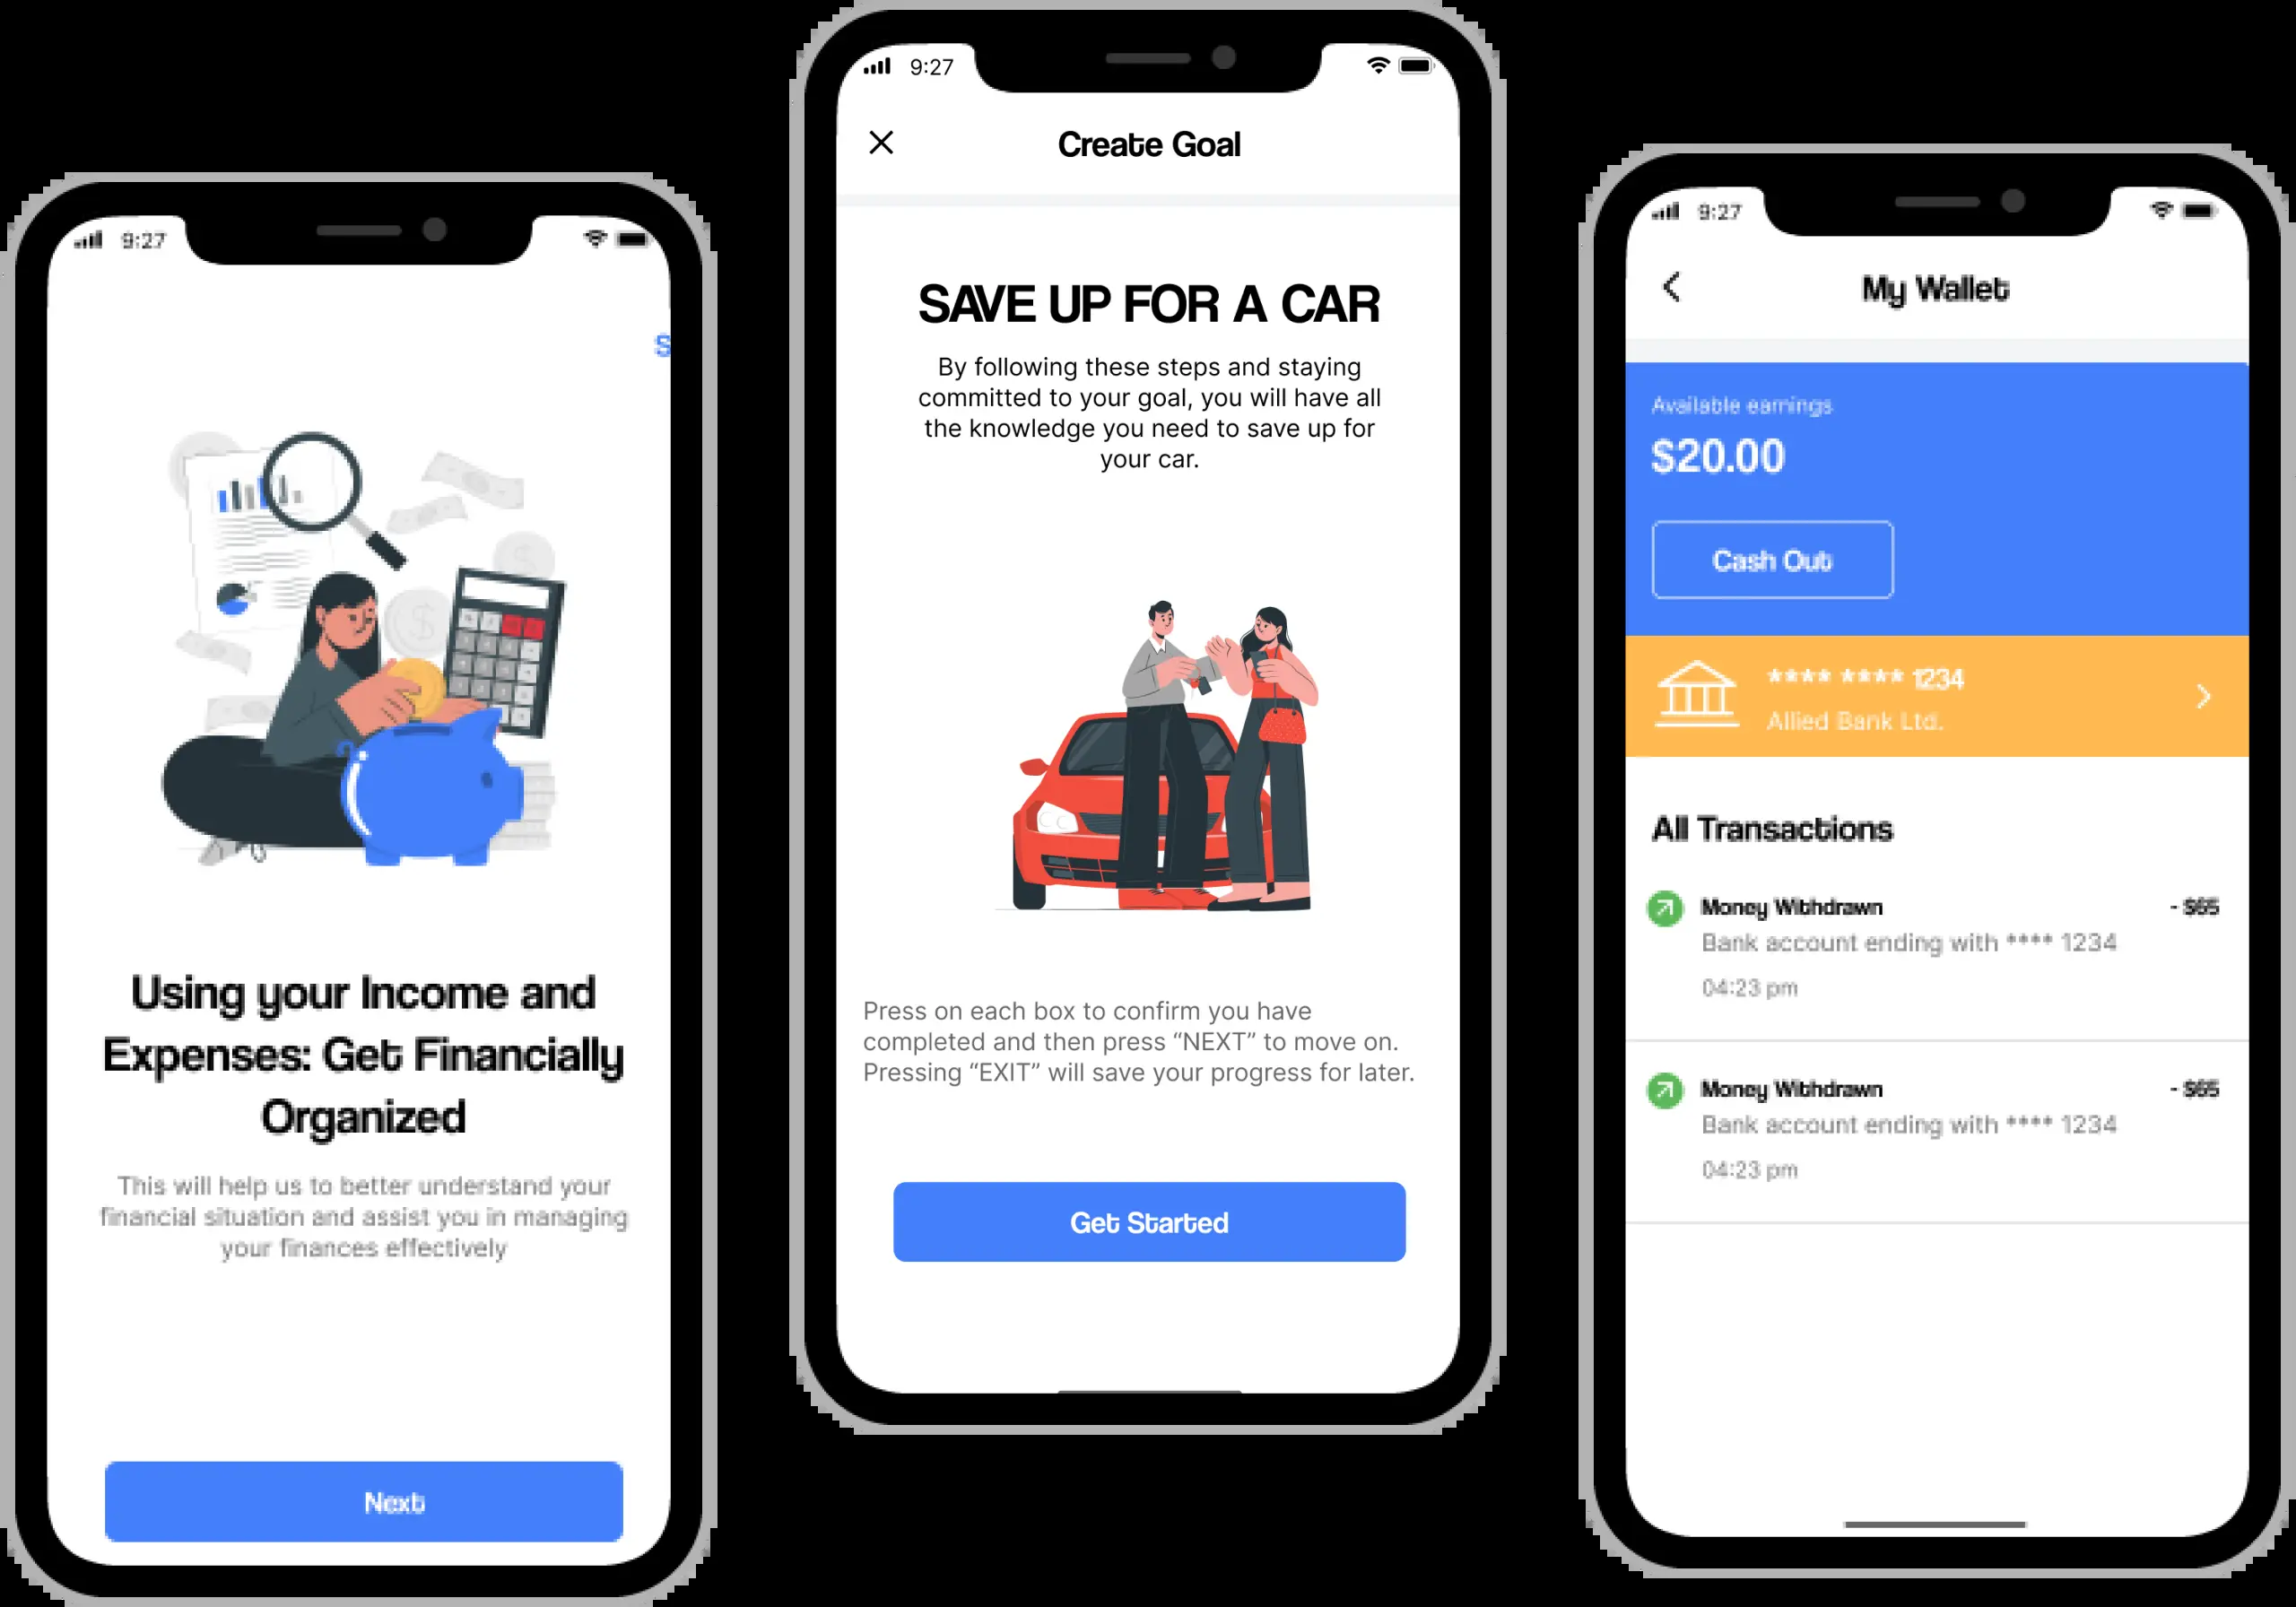 9:27
S
Using your Income and
Expenses: Get Financially
Organized
This will help us to better understand your
financial situation and assist you in managing
your finances effectively
Next
9:27
Create Goal
SAVE UP FOR A CAR
By following these steps and staying
committed to your goal, you will have all
the knowledge you need to save up for
your car.
Press on each box to confirm you have
completed and then press “NEXT” to move on.
Pressing “EXIT” will save your progress for later.
Get Started
9:27
My Wallet
Available earnings
$20.00
Cash Out
**** **** 1234
Allied Bank Ltd.
All Transactions
Money Withdrawn - $65
Bank account ending with **** 1234
04:23 pm
Money Withdrawn - $65
Bank account ending with **** 1234
04:23 pm